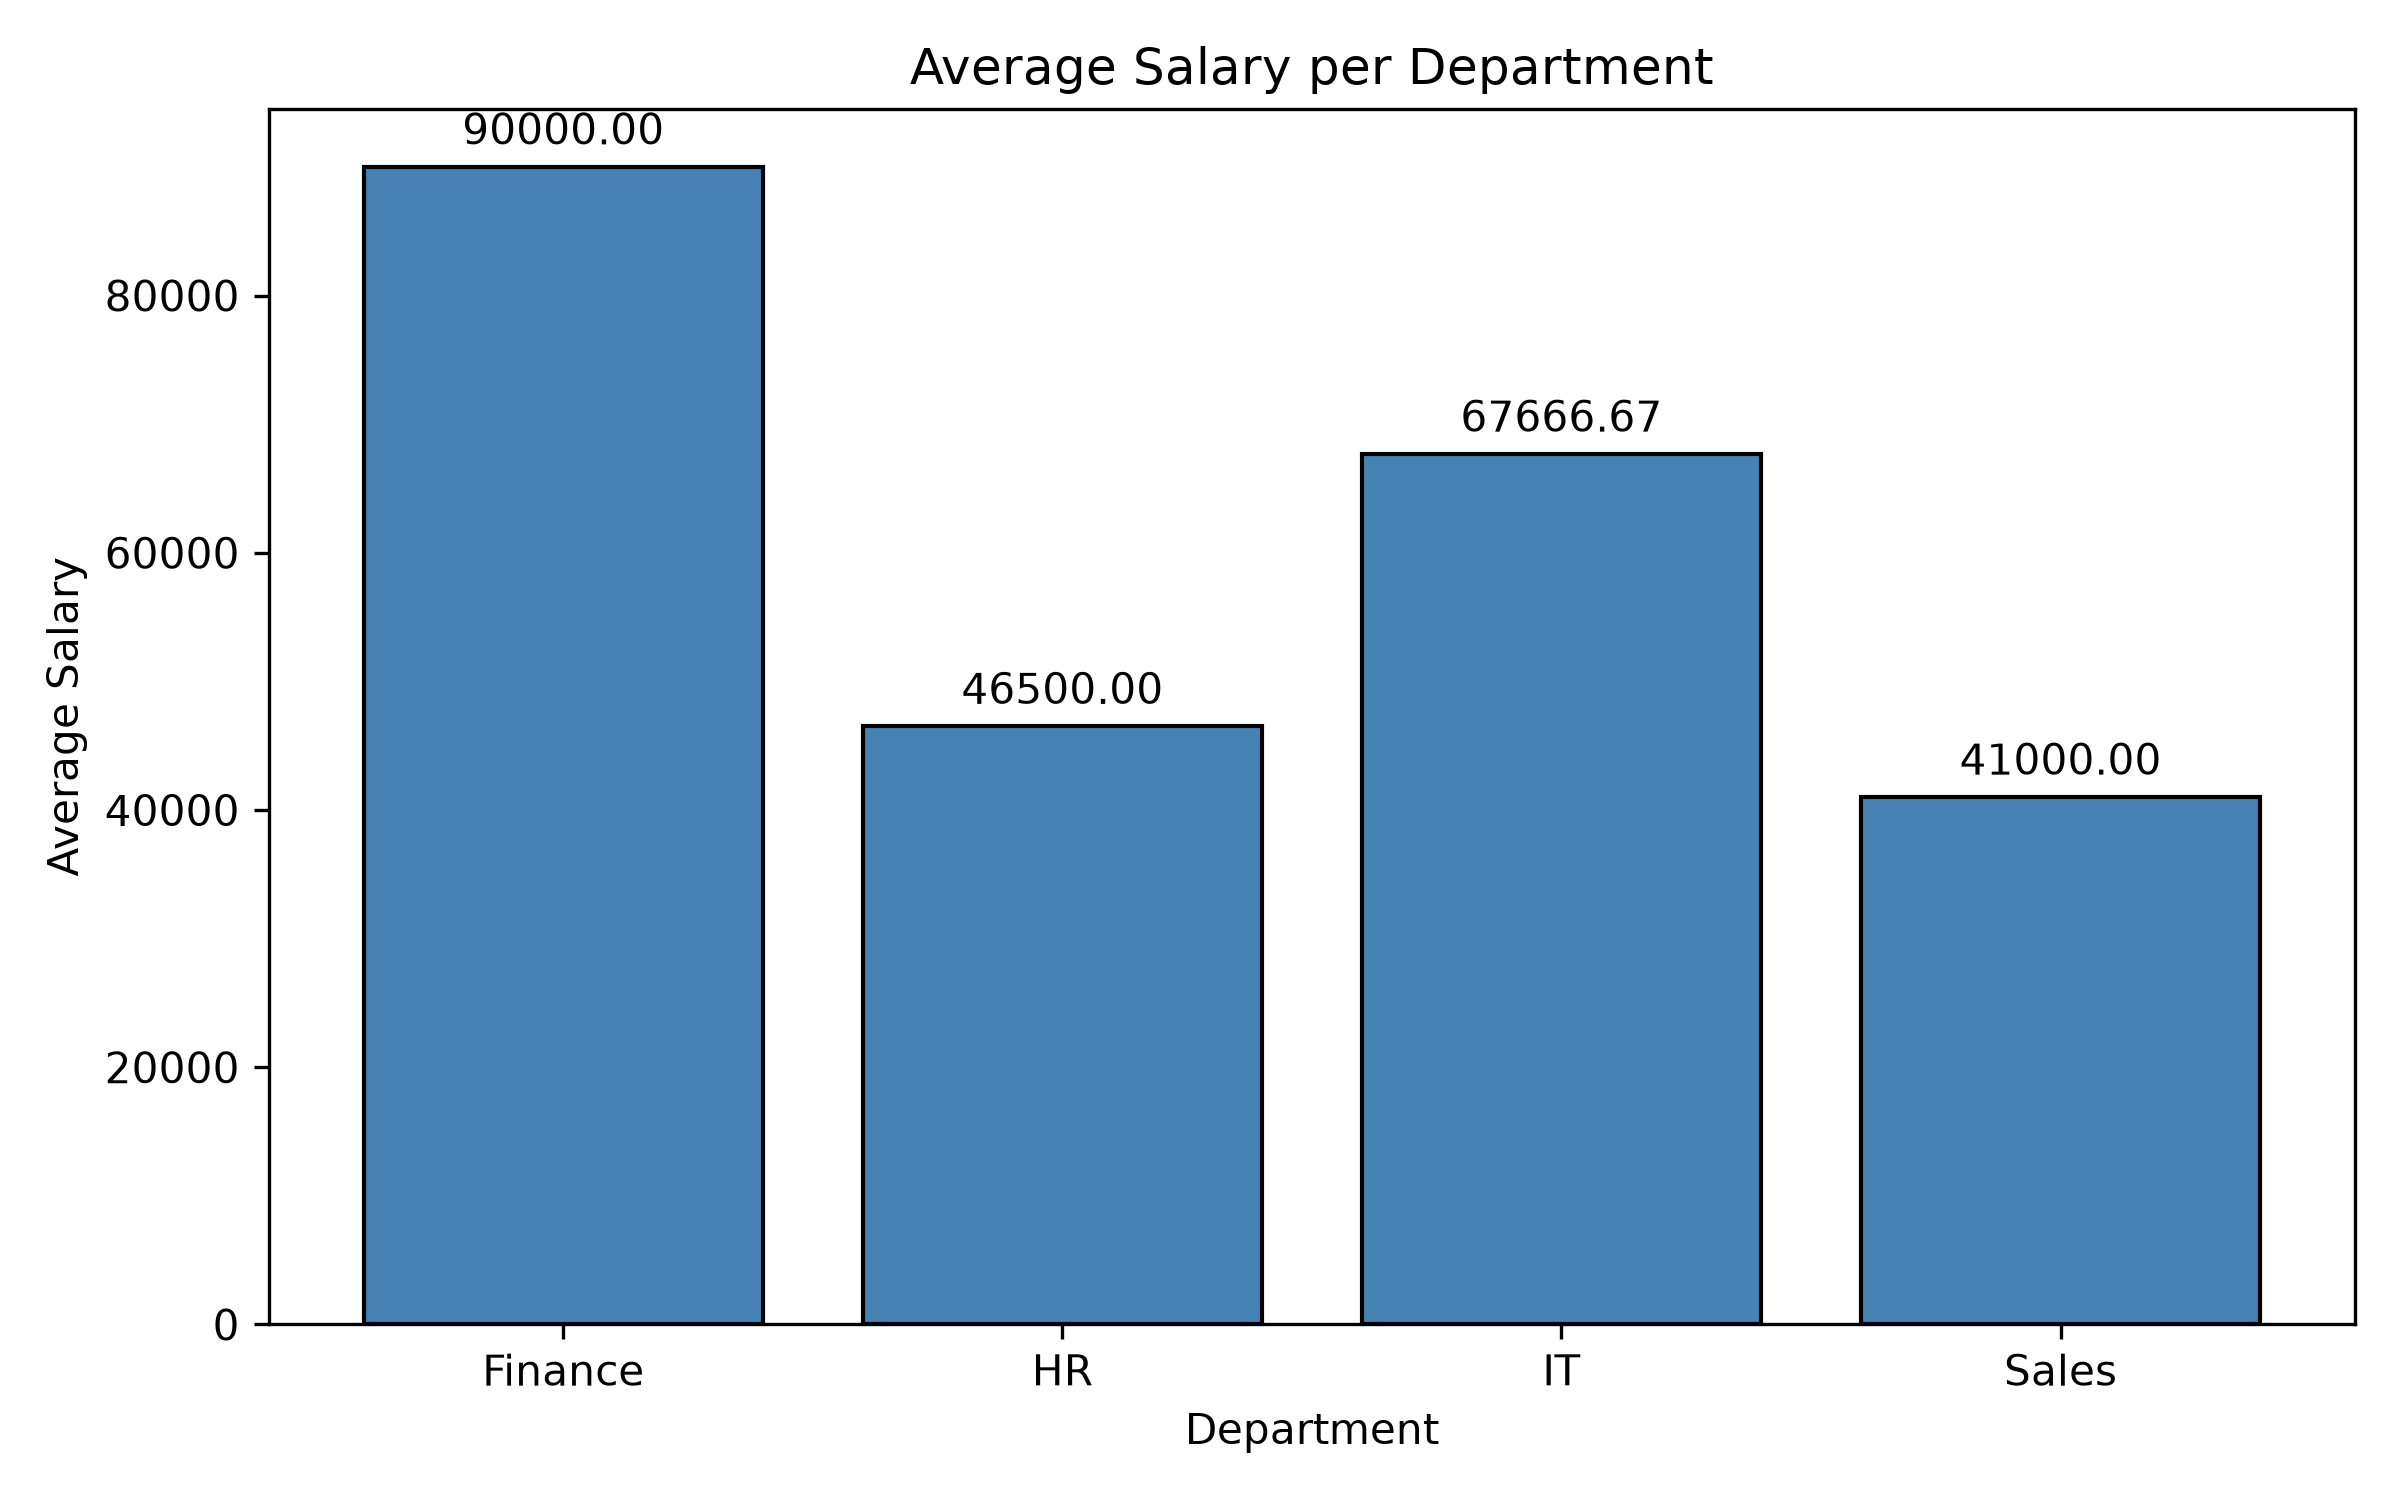 Average Salary per Department
90000.00
67666.67
46500.00
41000.00
Average Salary
80000
60000
40000
20000
0
Finance HR IT Sales
Department